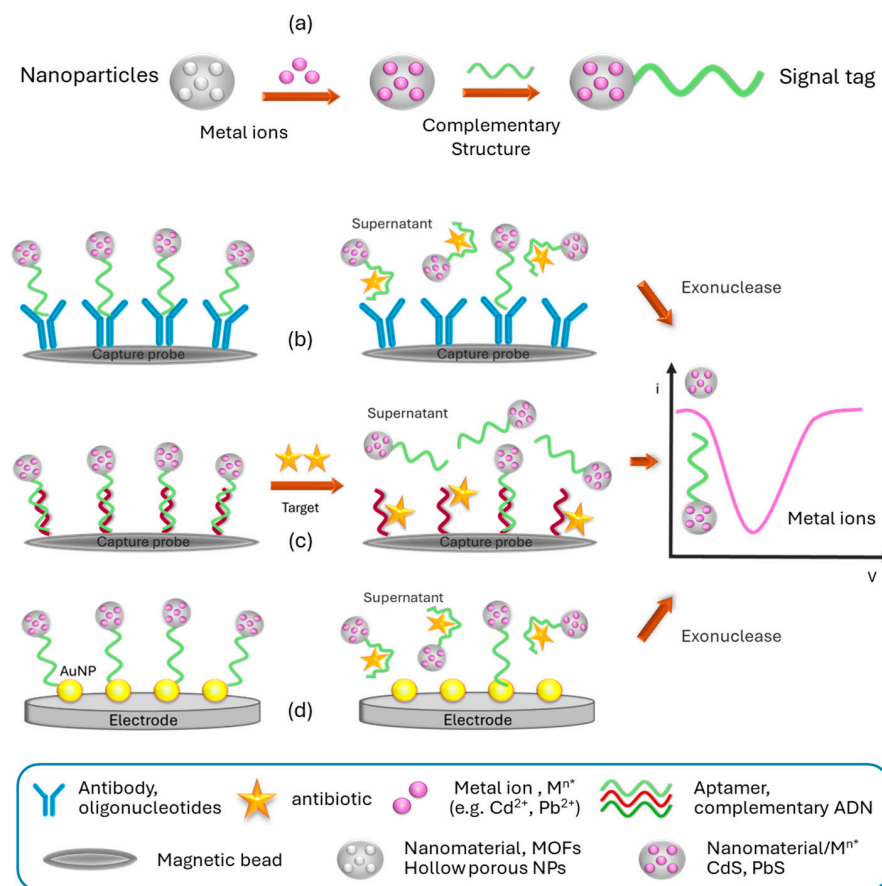 (a)
Nanoparticles
Metal ions
Complementary
Structure
Signal tag
Supernatant
Exonuclease
Capture probe
(b)
Capture probe
i
Supernatant
Target
Metal ions
Capture probe
(c)
Capture probe
V
Supernatant
Exonuclease
AuNP
Electrode
(d)
Electrode
Antibody,
oligonucleotides
antibiotic
Metal ion , Mⁿ*
(e.g. Cd²⁺, Pb²⁺)
Aptamer,
complementary ADN
Magnetic bead
Nanomaterial, MOFs
Hollow porous NPs
Nanomaterial/Mⁿ*
CdS, PbS